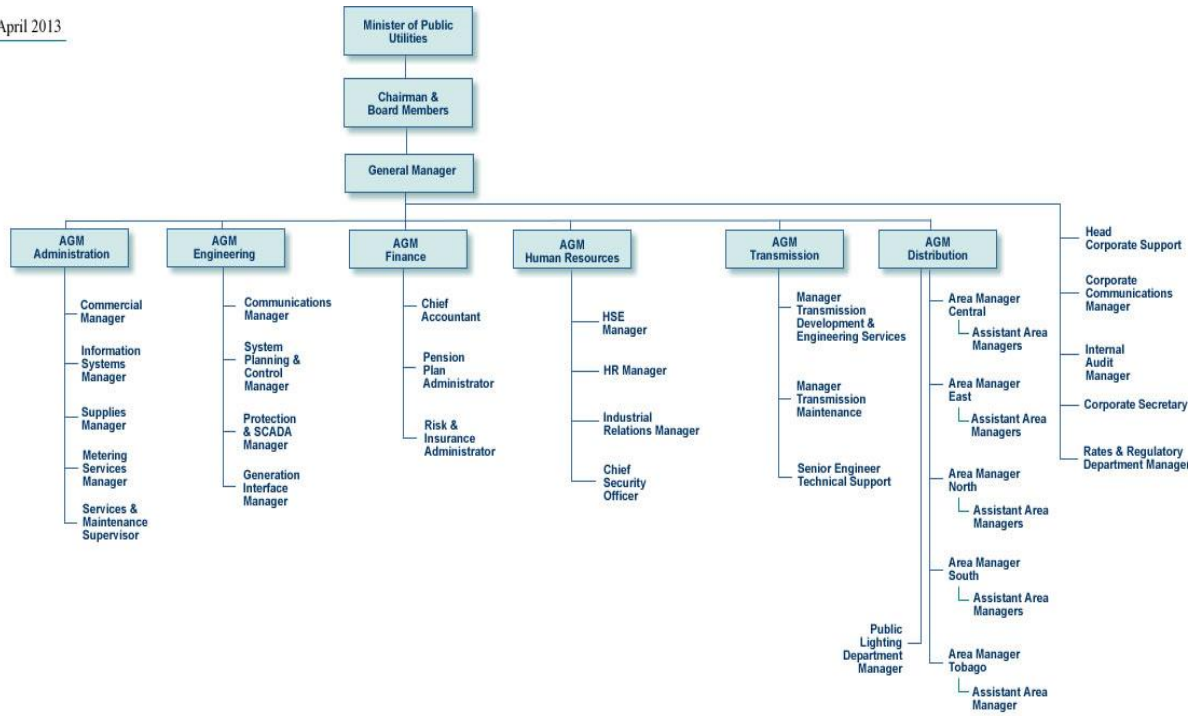 April 2013
Minister of Public
Utilities
Chairman &
Board Members
General Manager
AGM
Administration
AGM
Engineering
AGM
Finance
AGM
Human Resources
AGM
Transmission
AGM
Distribution
Commercial
Manager
Information
Systems
Manager
Supplies
Manager
Metering
Services
Manager
Services &
Maintenance
Supervisor
Communications
Manager
System
Planning &
Control
Manager
Protection
& SCADA
Manager
Generation
Interface
Manager
Chief
Accountant
Pension
Plan
Administrator
Risk &
Insurance
Administrator
HSE
Manager
HR Manager
Industrial
Relations Manager
Chief
Security
Officer
Manager
Transmission
Development &
Engineering Services
Manager
Transmission
Maintenance
Senior Engineer
Technical Support
Public
Lighting
Department
Manager
Area Manager
Central
Assistant Area
Managers
Area Manager
East
Assistant Area
Managers
Area Manager
North
Assistant Area
Managers
Area Manager
South
Assistant Area
Managers
Area Manager
Tobago
Assistant Area
Manager
Head
Corporate Support
Corporate
Communications
Manager
Internal
Audit
Manager
Corporate Secretary
Rates & Regulatory
Department Manager